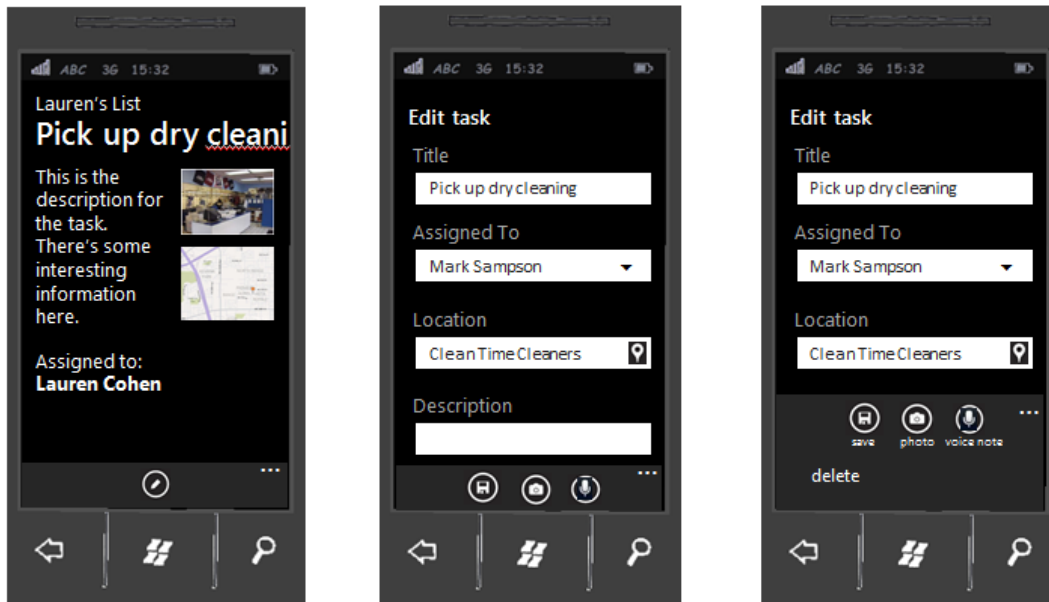 ABC 3G 15:32
Lauren's List
Pick up dry cleani
This is the
description for
the task.
There's some
interesting
information
here.
Assigned to:
Lauren Cohen
...
ABC 3G 15:32
Edit task
Title
Pick up dry cleaning
Assigned To
Mark Sampson
Location
Clean Time Cleaners
Description
...
ABC 3G 15:32
Edit task
Title
Pick up dry cleaning
Assigned To
Mark Sampson
Location
Clean Time Cleaners
...
save photo voice note
delete